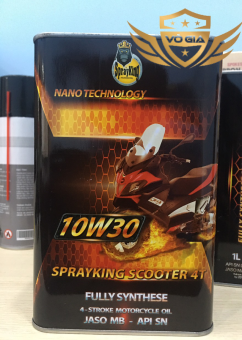 VÕ GIA
SprayKing
NANO TECHNOLOGY
10W30
SPRAYKING SCOOTER 4T
FULLY SYNTHESE
4-STROKE MOTORCYCLE OIL
JASO MB - API SN
1L